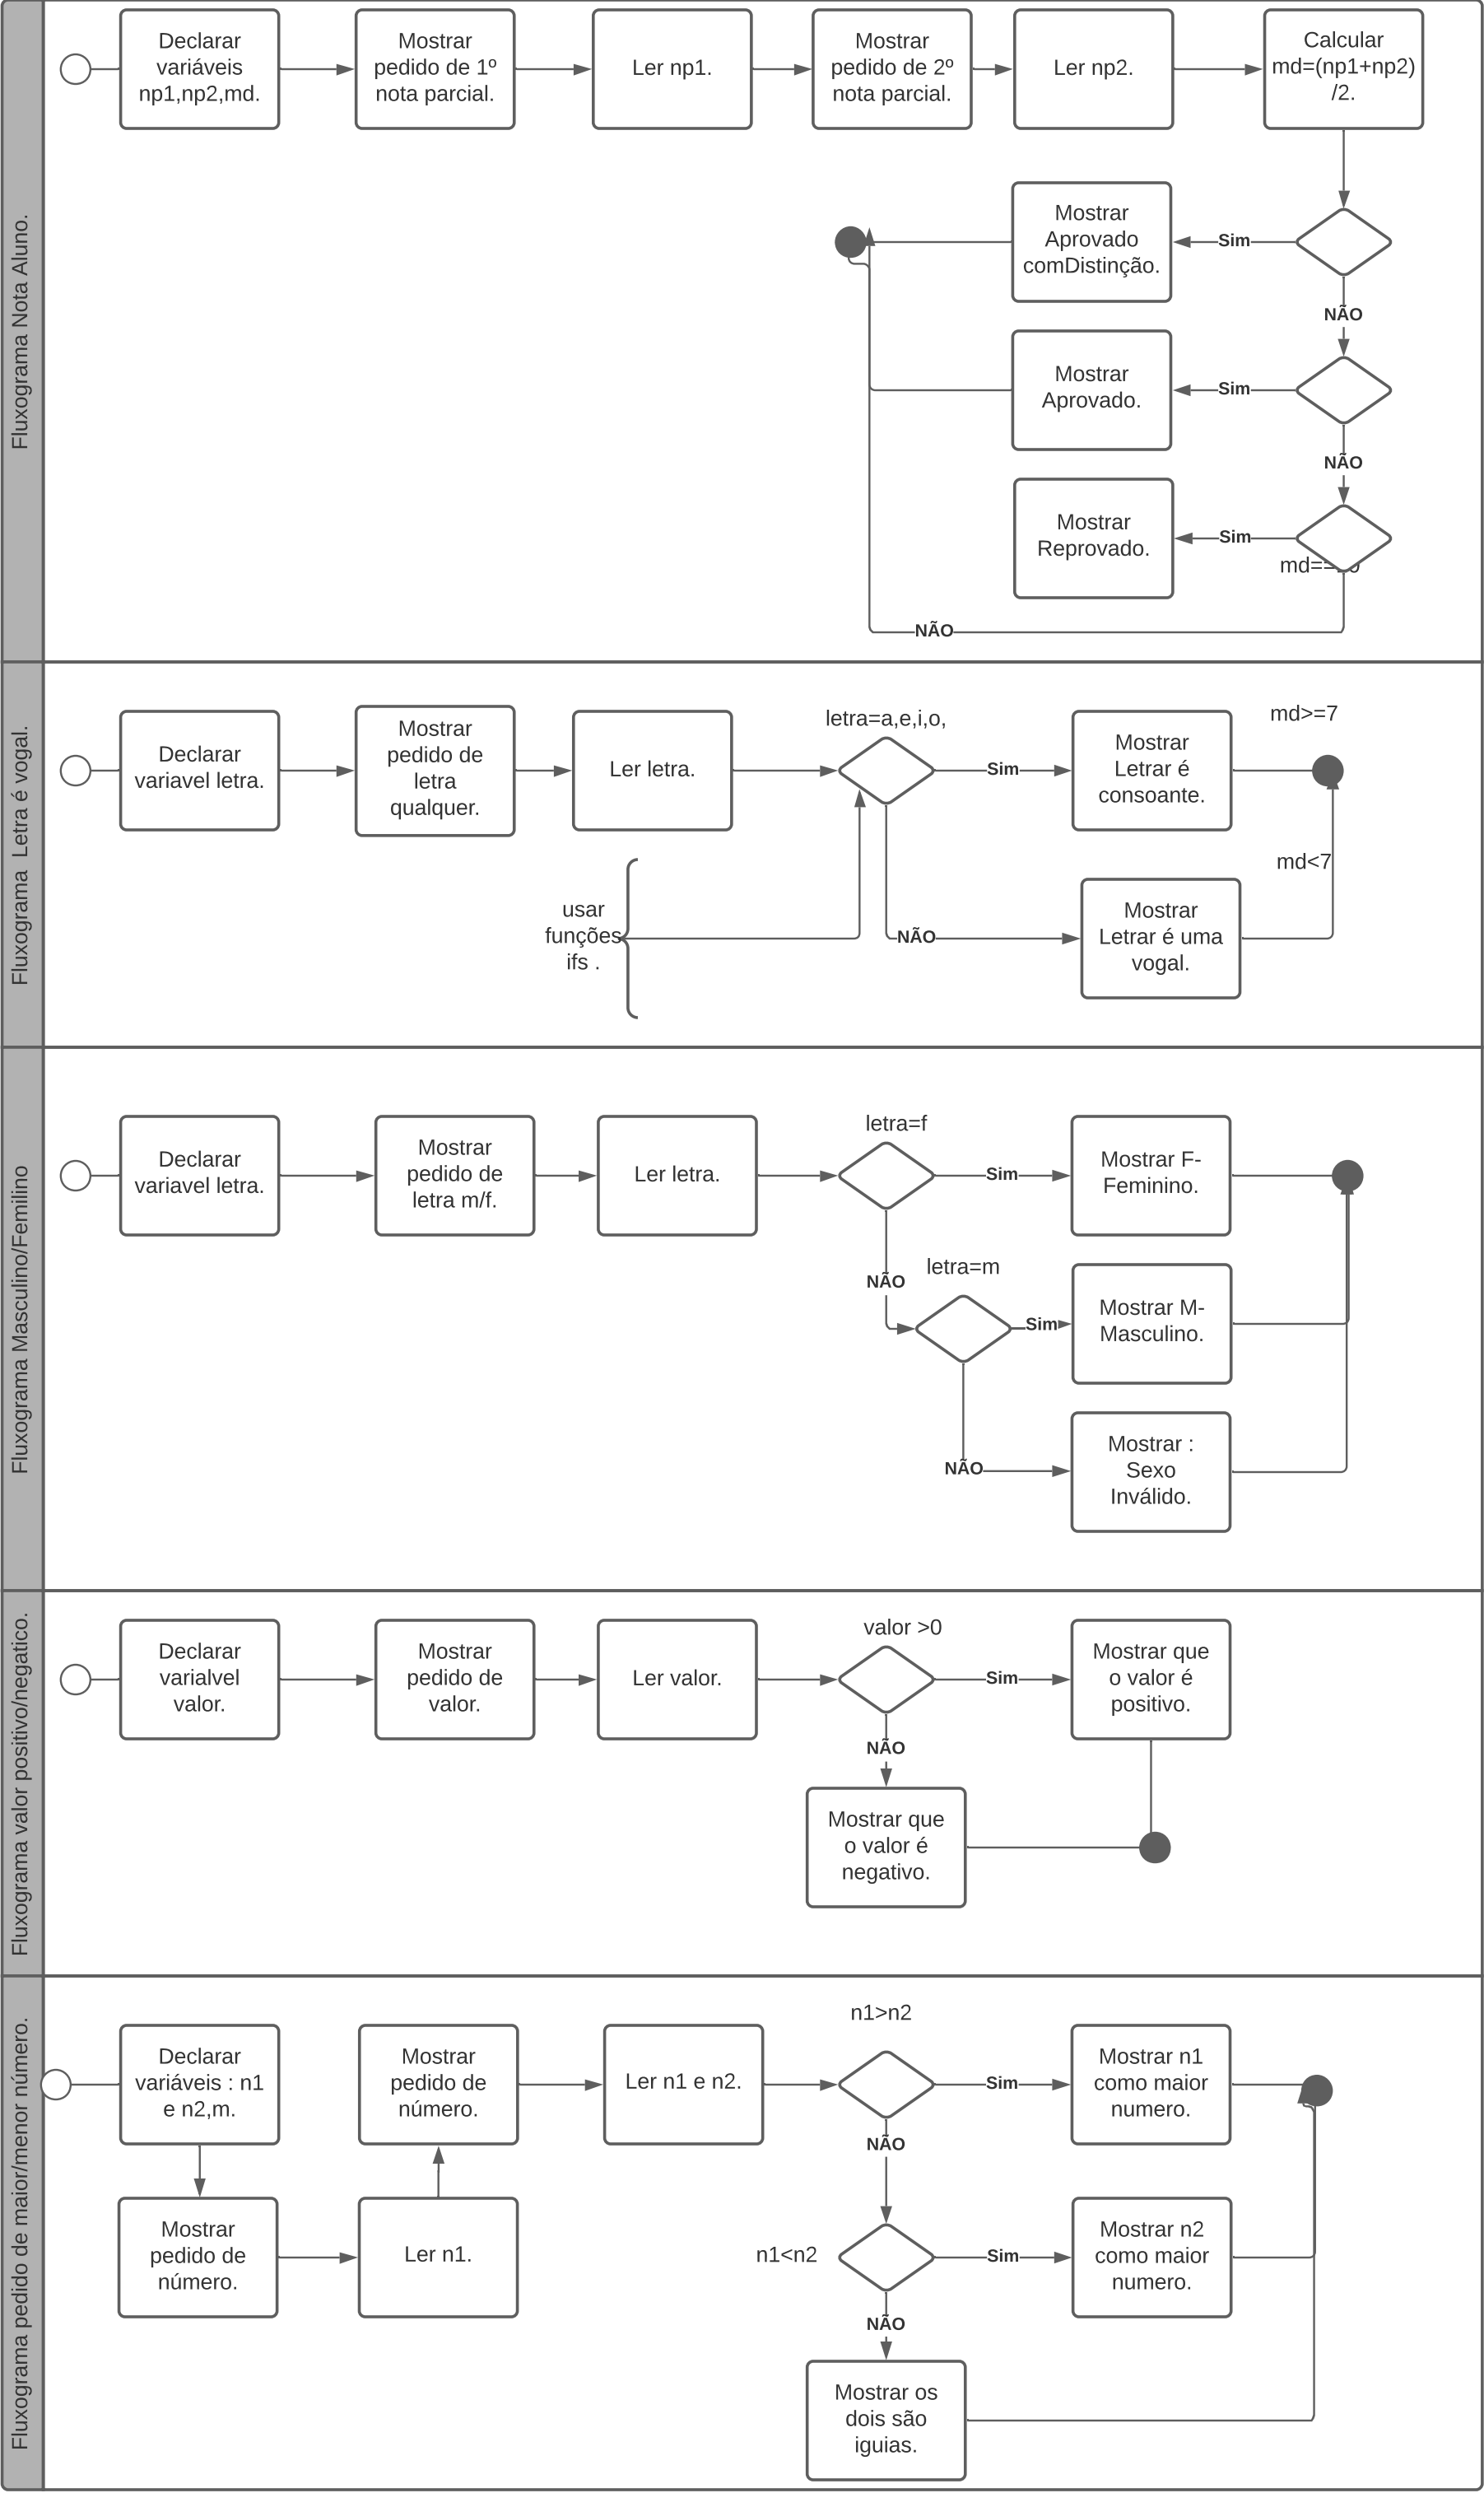 Fluxograma Nota Aluno.
Declarar
variáveis
np1,np2,md.
Mostrar
pedido de 1º
nota parcial.
Ler np1.
Mostrar
pedido de 2º
nota parcial.
Ler np2.
Calcular
md=(np1+np2)
/2.
Mostrar
Aprovado
comDistinção.
Sim
NÃO
Mostrar
Aprovado.
Sim
NÃO
Mostrar
Reprovado.
Sim
NÃO
Fluxograma Letra é vogal.
Declarar
variavel letra.
Mostrar
pedido de
letra
qualquer.
Ler letra.
letra=a,e,i,o,
Sim
Mostrar
Letrar é
consoante.
md>=7
md<7
usar
funções
ifs .
NÃO
Mostrar
Letrar é uma
vogal.
Fluxograma Masculino/Femilino
Declarar
variavel letra.
Mostrar
pedido de
letra m/f.
Ler letra.
letra=f
Sim
Mostrar F-
Feminino.
NÃO
letra=m
Sim
Mostrar M-
Masculino.
NÃO
Mostrar :
Sexo
Inválido.
Fluxograma valor positivo/negatico.
Declarar
varialvel
valor.
Mostrar
pedido de
valor.
Ler valor.
valor >0
Sim
Mostrar que
o valor é
positivo.
NÃO
Mostrar que
o valor é
negativo.
Fluxograma pedido de maior/menor número.
Declarar
variáveis : n1
e n2,m.
Mostrar
pedido de
número.
Ler n1 e n2.
n1>n2
Sim
Mostrar n1
como maior
numero.
NÃO
Mostrar
pedido de
número.
Ler n1.
n1<n2
Sim
Mostrar n2
como maior
numero.
NÃO
Mostrar os
dois são
iguias.